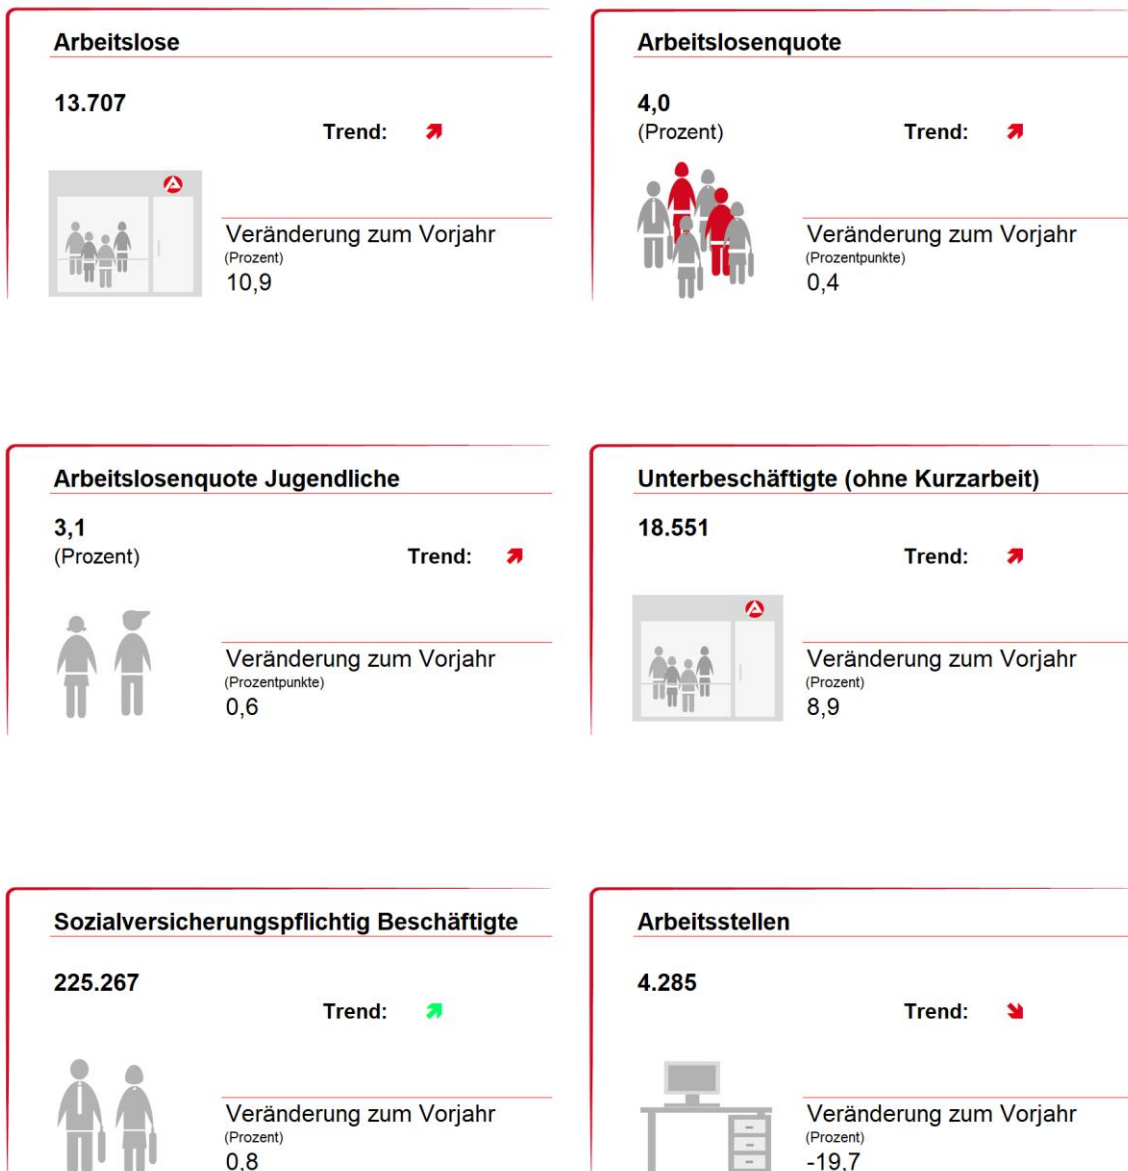 Arbeitslose
13.707
Trend:
Veränderung zum Vorjahr
(Prozent)
10,9
Arbeitslosenquote
4,0
(Prozent)
Trend:
Veränderung zum Vorjahr
(Prozentpunkte)
0,4
Arbeitslosenquote Jugendliche
3,1
(Prozent)
Trend:
Veränderung zum Vorjahr
(Prozentpunkte)
0,6
Unterbeschäftigte (ohne Kurzarbeit)
18.551
Trend:
Veränderung zum Vorjahr
(Prozent)
8,9
Sozialversicherungspflichtig Beschäftigte
225.267
Trend:
Veränderung zum Vorjahr
(Prozent)
0,8
Arbeitsstellen
4.285
Trend:
Veränderung zum Vorjahr
(Prozent)
-19,7